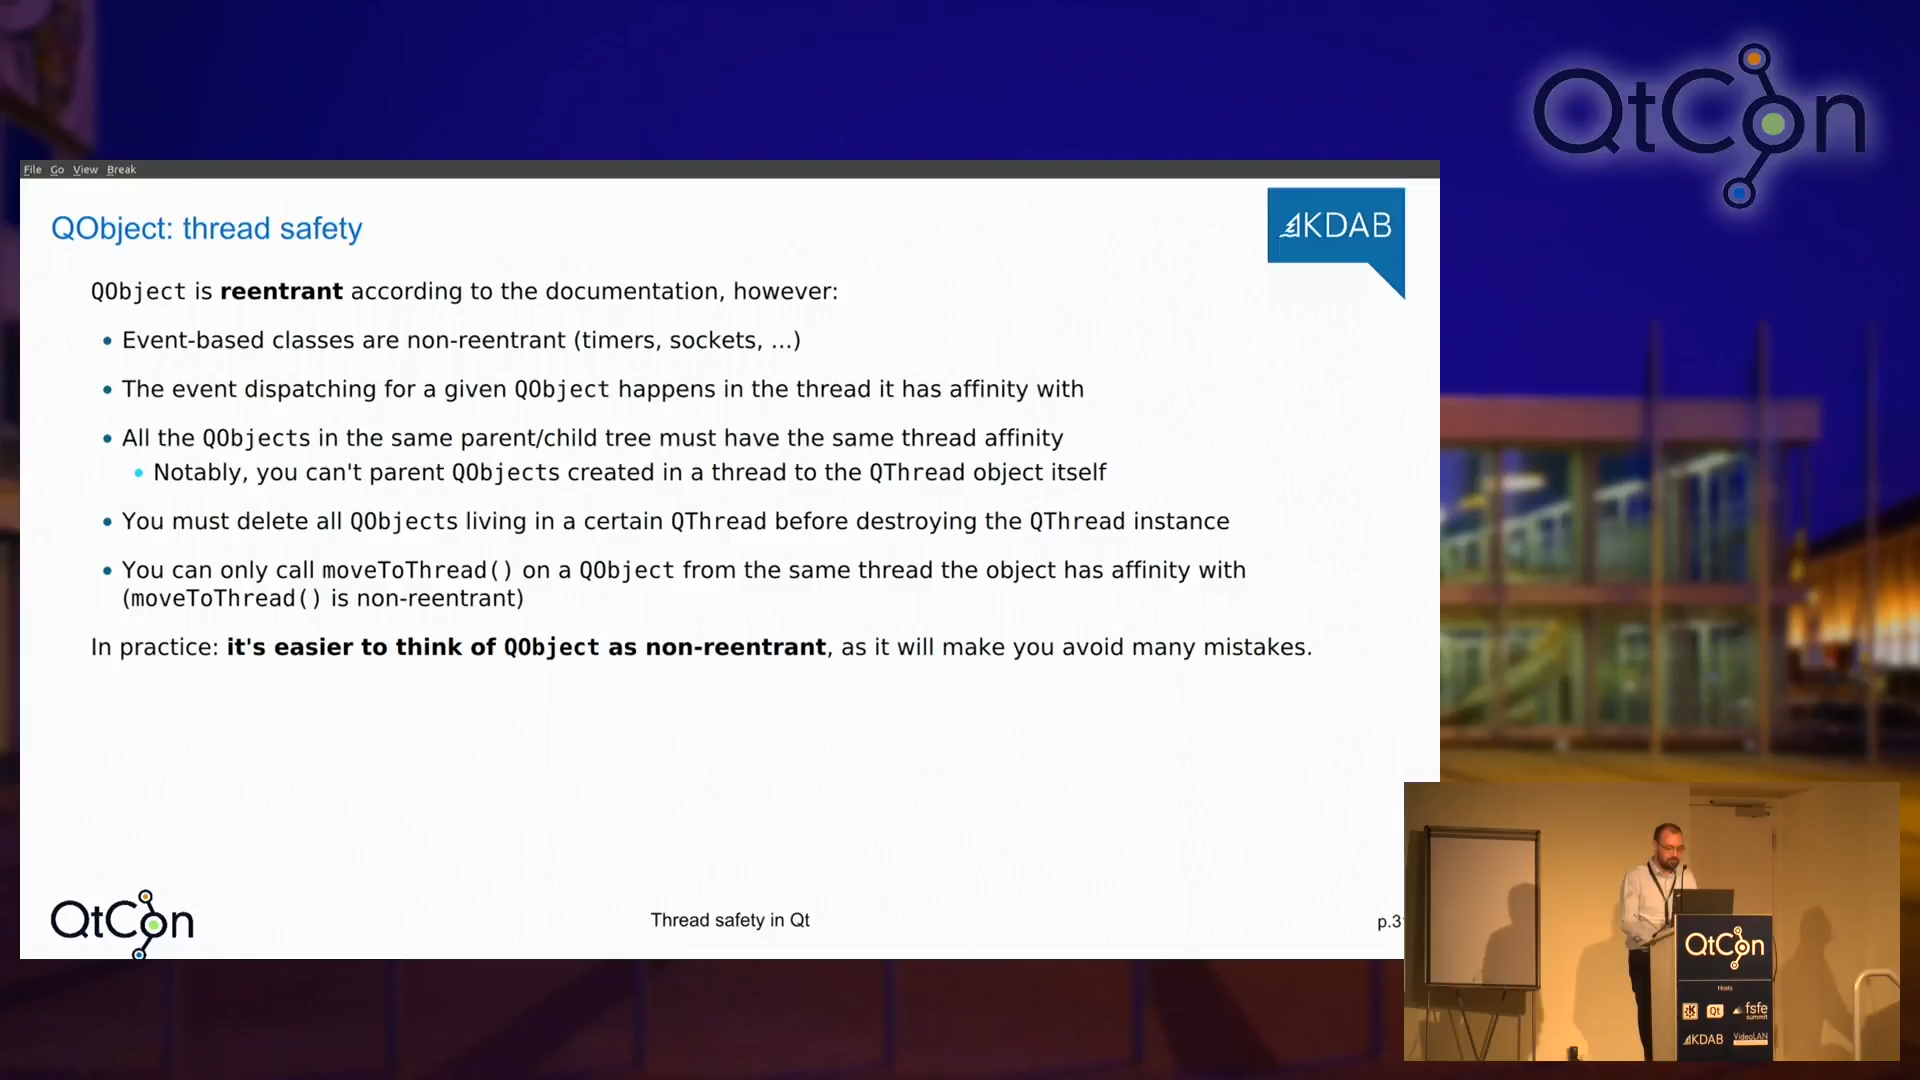 QtCon
File Go View Break
QObject: thread safety
KDAB
QObject is reentrant according to the documentation, however:
• Event-based classes are non-reentrant (timers, sockets, ...)
• The event dispatching for a given QObject happens in the thread it has affinity with
• All the QObjects in the same parent/child tree must have the same thread affinity
• Notably, you can't parent QObjects created in a thread to the QThread object itself
• You must delete all QObjects living in a certain QThread before destroying the QThread instance
• You can only call moveToThread() on a QObject from the same thread the object has affinity with
(moveToThread() is non-reentrant)
In practice: it's easier to think of QObject as non-reentrant, as it will make you avoid many mistakes.
QtCon
Thread safety in Qt
QtCon
Hosts
Qt
fsfe
summit
KDAB
VideoLAN